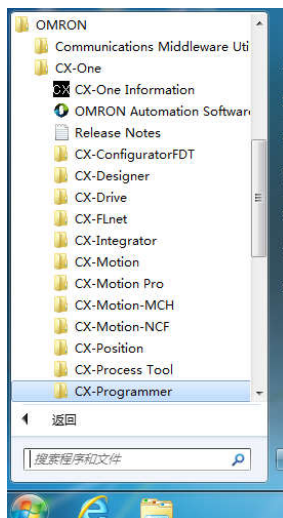 OMRON
Communications Middleware Uti
CX-One
CX CX-One Information
OMRON Automation Software
Release Notes
CX-ConfiguratorFDT
CX-Designer
CX-Drive
CX-FLnet
CX-Integrator
CX-Motion
CX-Motion Pro
CX-Motion-MCH
CX-Motion-NCF
CX-Position
CX-Process Tool
CX-Programmer
返回
搜索程序和文件